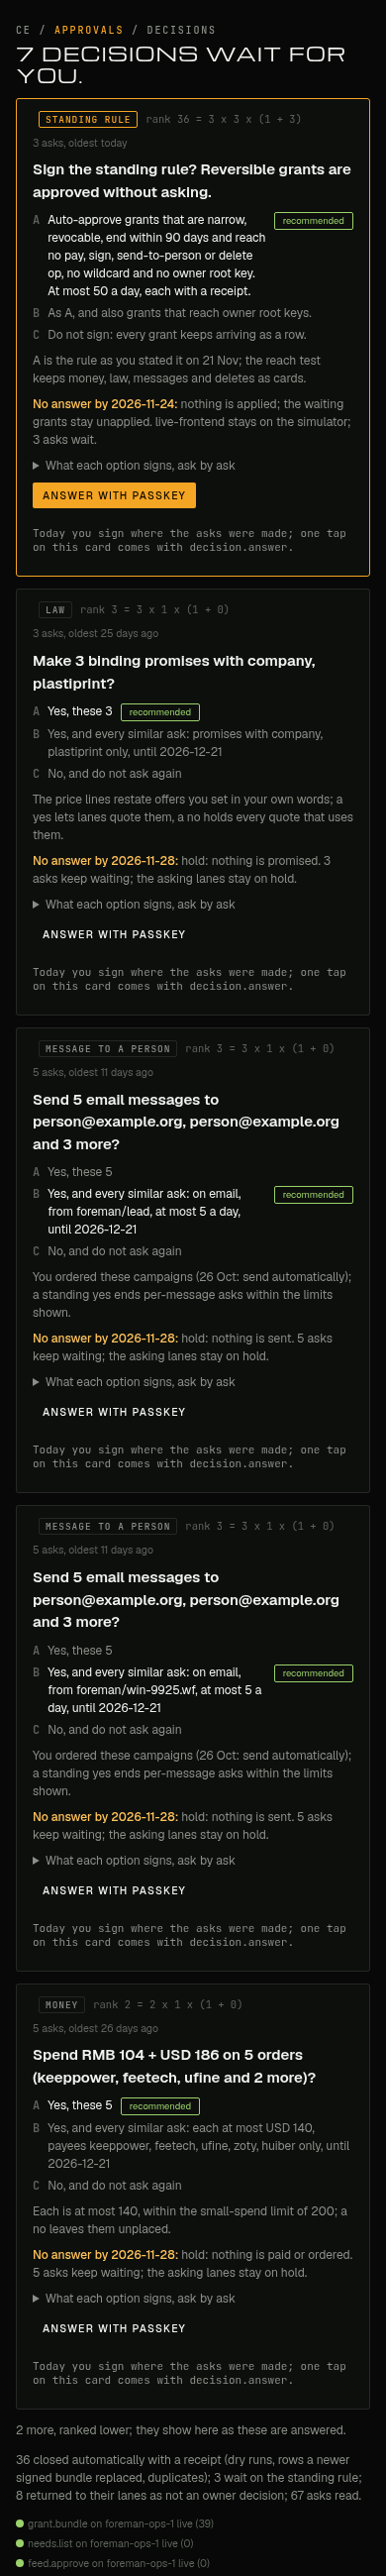 CE / APPROVALS / DECISIONS
7 DECISIONS WAIT FOR
YOU.
STANDING RULE rank 36 = 3 x 3 x (1 + 3)
3 asks, oldest today
Sign the standing rule? Reversible grants are
approved without asking.
A Auto-approve grants that are narrow, recommended
revocable, end within 90 days and reach
no pay, sign, send-to-person or delete
op, no wildcard and no owner root key.
At most 50 a day, each with a receipt.
B As A, and also grants that reach owner root keys.
C Do not sign: every grant keeps arriving as a row.
A is the rule as you stated it on 21 Nov; the reach test
keeps money, law, messages and deletes as cards.
No answer by 2026-11-24: nothing is applied; the waiting
grants stay unapplied. live-frontend stays on the simulator;
3 asks wait.
▶ What each option signs, ask by ask
ANSWER WITH PASSKEY
Today you sign where the asks were made; one tap
on this card comes with decision.answer.
LAW rank 3 = 3 x 1 x (1 + 0)
3 asks, oldest 25 days ago
Make 3 binding promises with company,
plastiprint?
A Yes, these 3 recommended
B Yes, and every similar ask: promises with company,
plastiprint only, until 2026-12-21
C No, and do not ask again
The price lines restate offers you set in your own words; a
yes lets lanes quote them, a no holds every quote that uses
them.
No answer by 2026-11-28: hold: nothing is promised. 3
asks keep waiting; the asking lanes stay on hold.
▶ What each option signs, ask by ask
ANSWER WITH PASSKEY
Today you sign where the asks were made; one tap
on this card comes with decision.answer.
MESSAGE TO A PERSON rank 3 = 3 x 1 x (1 + 0)
5 asks, oldest 11 days ago
Send 5 email messages to
person@example.org, person@example.org
and 3 more?
A Yes, these 5
B Yes, and every similar ask: on email, recommended
from foreman/lead, at most 5 a day,
until 2026-12-21
C No, and do not ask again
You ordered these campaigns (26 Oct: send automatically);
a standing yes ends per-message asks within the limits
shown.
No answer by 2026-11-28: hold: nothing is sent. 5 asks
keep waiting; the asking lanes stay on hold.
▶ What each option signs, ask by ask
ANSWER WITH PASSKEY
Today you sign where the asks were made; one tap
on this card comes with decision.answer.
MESSAGE TO A PERSON rank 3 = 3 x 1 x (1 + 0)
5 asks, oldest 11 days ago
Send 5 email messages to
person@example.org, person@example.org
and 3 more?
A Yes, these 5
B Yes, and every similar ask: on email, recommended
from foreman/win-9925.wf, at most 5 a
day, until 2026-12-21
C No, and do not ask again
You ordered these campaigns (26 Oct: send automatically);
a standing yes ends per-message asks within the limits
shown.
No answer by 2026-11-28: hold: nothing is sent. 5 asks
keep waiting; the asking lanes stay on hold.
▶ What each option signs, ask by ask
ANSWER WITH PASSKEY
Today you sign where the asks were made; one tap
on this card comes with decision.answer.
MONEY rank 2 = 2 x 1 x (1 + 0)
5 asks, oldest 26 days ago
Spend RMB 104 + USD 186 on 5 orders
(keeppower, feetech, ufine and 2 more)?
A Yes, these 5 recommended
B Yes, and every similar ask: each at most USD 140,
payees keeppower, feetech, ufine, zoty, huiber only, until
2026-12-21
C No, and do not ask again
Each is at most 140, within the small-spend limit of 200; a
no leaves them unplaced.
No answer by 2026-11-28: hold: nothing is paid or ordered.
5 asks keep waiting; the asking lanes stay on hold.
▶ What each option signs, ask by ask
ANSWER WITH PASSKEY
Today you sign where the asks were made; one tap
on this card comes with decision.answer.
2 more, ranked lower; they show here as these are answered.
36 closed automatically with a receipt (dry runs, rows a newer
signed bundle replaced, duplicates); 3 wait on the standing rule;
8 returned to their lanes as not an owner decision; 67 asks read.
grant.bundle on foreman-ops-1 live (39)
needs.list on foreman-ops-1 live (0)
feed.approve on foreman-ops-1 live (0)